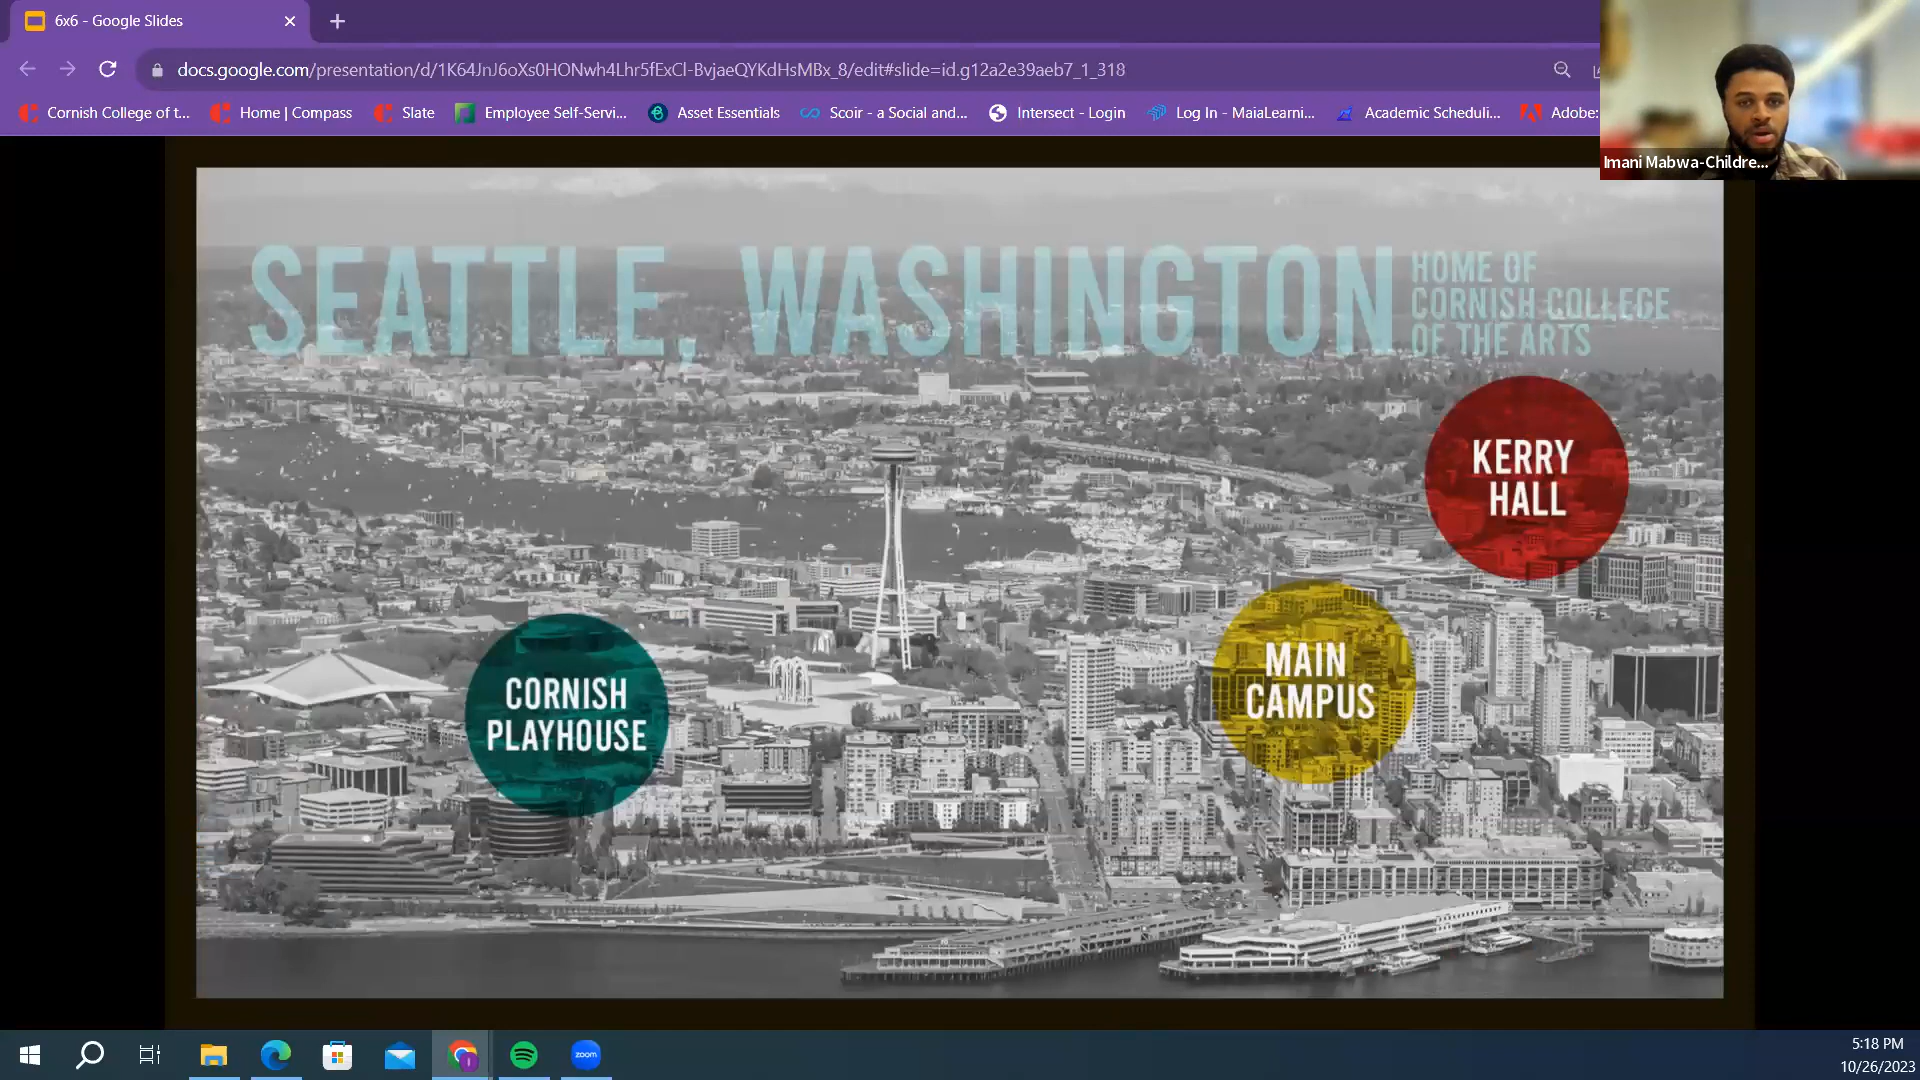 6x6 - Google Slides
docs.google.com/presentation/d/1K64JnJ6oXs0HONwh4Lhr5fExCl-BvjaeQYKdHsMBx_8/edit#slide=id.g12a2e39aeb7_1_318
Cornish College of t... Home | Compass Slate Employee Self-Servi... Asset Essentials Scoir - a Social and... Intersect - Login Log In - MaiaLearni... Academic Scheduli... Adobe:
Imani Mabwa-Childre...
SEATTLE, WASHINGTON
HOME OF
CORNISH COLLEGE
OF THE ARTS
KERRY
HALL
MAIN
CAMPUS
CORNISH
PLAYHOUSE
zoom
5:18 PM
10/26/2023